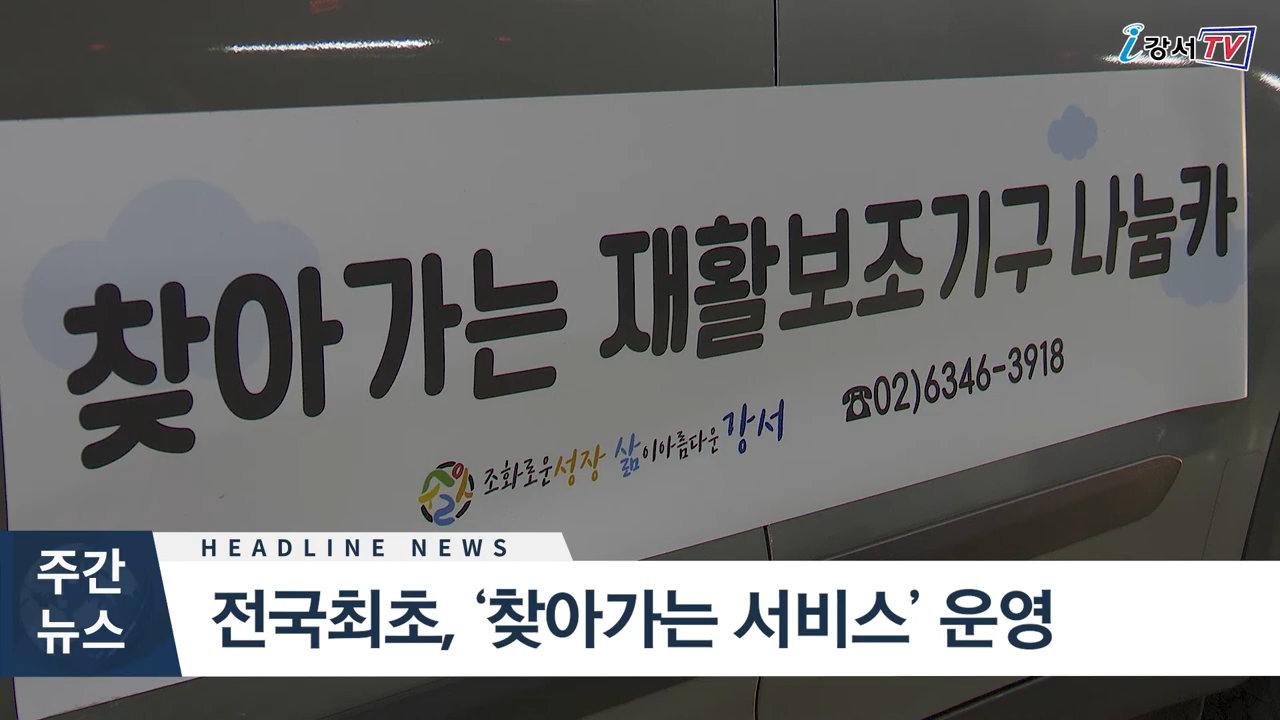 i강서TV
찾아가는 재활보조기구 나눔카
☎02)6346-3918
조화로운성장 삶이아름다운강서
주간
뉴스
HEADLINE NEWS
전국최초, ‘찾아가는 서비스’ 운영